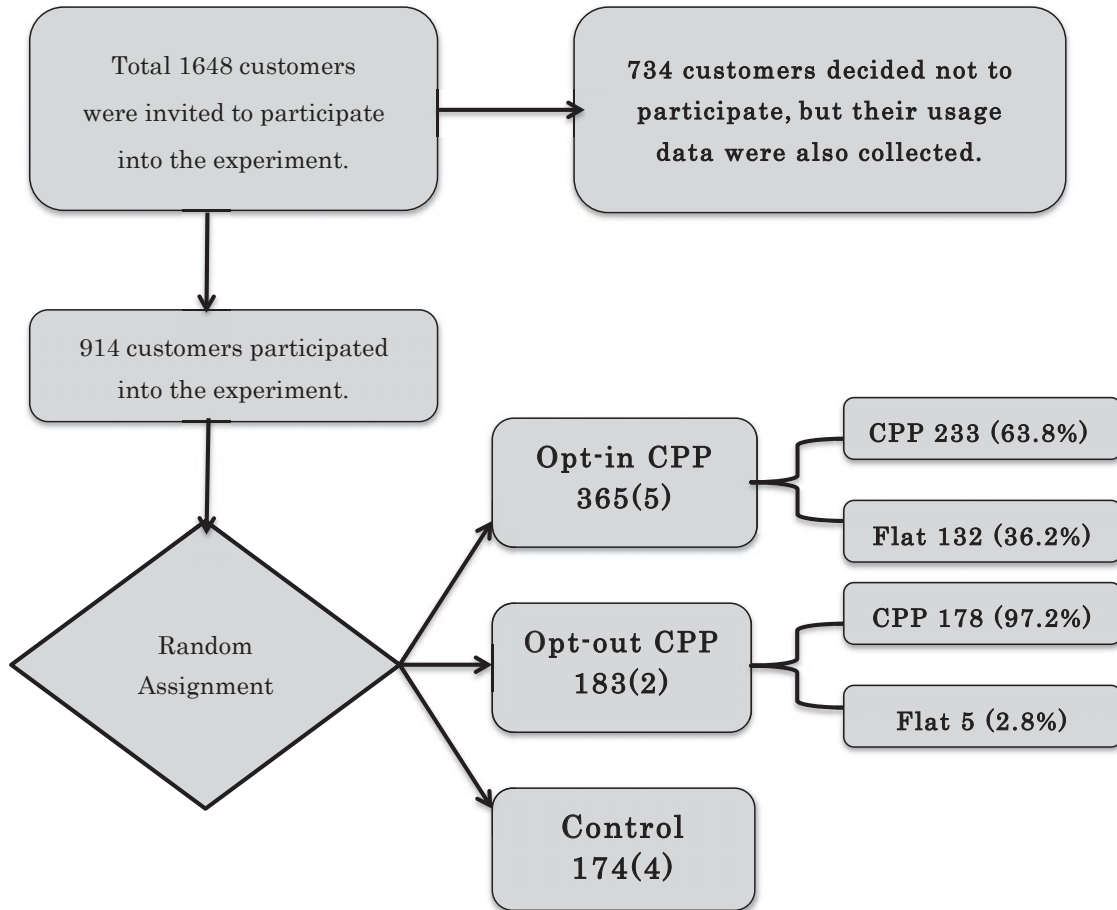 Total 1648 customers
were invited to participate
into the experiment.
734 customers decided not to
participate, but their usage
data were also collected.
914 customers participated
into the experiment.
Random
Assignment
Opt-in CPP
365(5)
CPP 233 (63.8%)
Flat 132 (36.2%)
Opt-out CPP
183(2)
CPP 178 (97.2%)
Flat 5 (2.8%)
Control
174(4)